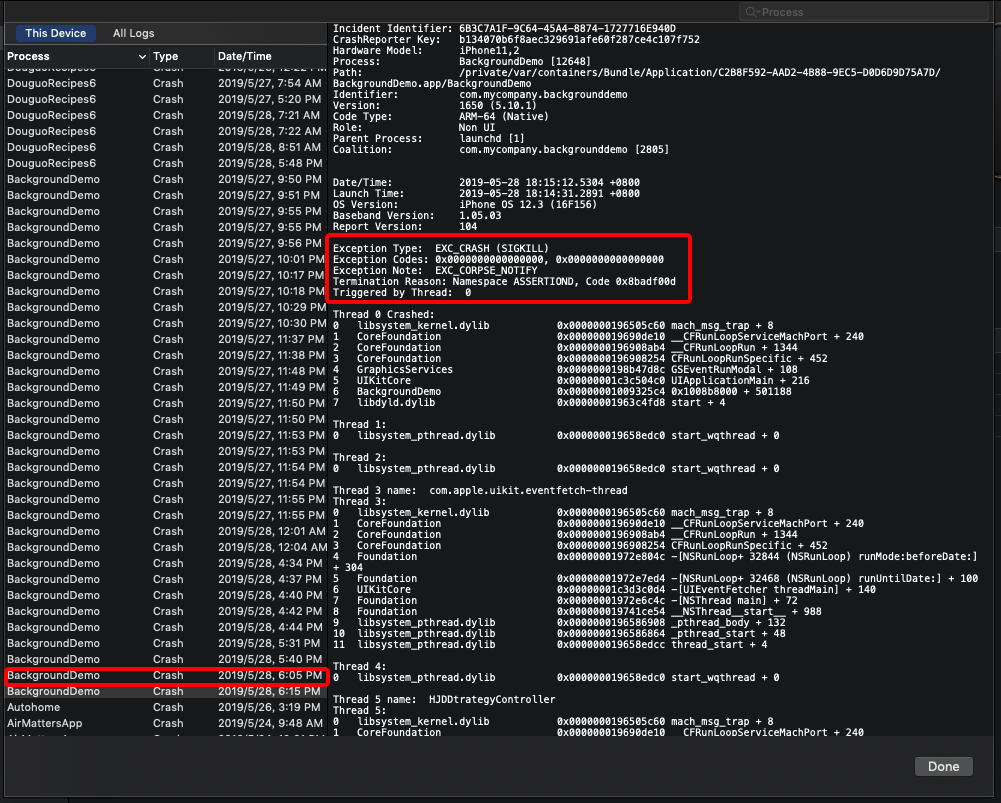 Process
This Device All Logs
Process Type Date/Time
DouguoRecipes6 Crash
DouguoRecipes6 Crash 2019/5/27, 7:54 AM
DouguoRecipes6 Crash 2019/5/27, 5:20 PM
DouguoRecipes6 Crash 2019/5/28, 7:21 AM
DouguoRecipes6 Crash 2019/5/28, 7:22 AM
DouguoRecipes6 Crash 2019/5/28, 8:51 AM
DouguoRecipes6 Crash 2019/5/28, 5:48 PM
BackgroundDemo Crash 2019/5/27, 9:50 PM
BackgroundDemo Crash 2019/5/27, 9:51 PM
BackgroundDemo Crash 2019/5/27, 9:55 PM
BackgroundDemo Crash 2019/5/27, 9:55 PM
BackgroundDemo Crash 2019/5/27, 9:56 PM
BackgroundDemo Crash 2019/5/27, 10:01 PM
BackgroundDemo Crash 2019/5/27, 10:17 PM
BackgroundDemo Crash 2019/5/27, 10:18 PM
BackgroundDemo Crash 2019/5/27, 10:29 PM
BackgroundDemo Crash 2019/5/27, 10:30 PM
BackgroundDemo Crash 2019/5/27, 11:37 PM
BackgroundDemo Crash 2019/5/27, 11:38 PM
BackgroundDemo Crash 2019/5/27, 11:48 PM
BackgroundDemo Crash 2019/5/27, 11:49 PM
BackgroundDemo Crash 2019/5/27, 11:50 PM
BackgroundDemo Crash 2019/5/27, 11:50 PM
BackgroundDemo Crash 2019/5/27, 11:53 PM
BackgroundDemo Crash 2019/5/27, 11:53 PM
BackgroundDemo Crash 2019/5/27, 11:54 PM
BackgroundDemo Crash 2019/5/27, 11:54 PM
BackgroundDemo Crash 2019/5/27, 11:55 PM
BackgroundDemo Crash 2019/5/27, 11:55 PM
BackgroundDemo Crash 2019/5/28, 12:01 AM
BackgroundDemo Crash 2019/5/28, 12:04 AM
BackgroundDemo Crash 2019/5/28, 4:34 PM
BackgroundDemo Crash 2019/5/28, 4:37 PM
BackgroundDemo Crash 2019/5/28, 4:40 PM
BackgroundDemo Crash 2019/5/28, 4:42 PM
BackgroundDemo Crash 2019/5/28, 4:44 PM
BackgroundDemo Crash 2019/5/28, 5:31 PM
BackgroundDemo Crash 2019/5/28, 5:40 PM
BackgroundDemo Crash 2019/5/28, 6:05 PM
BackgroundDemo Crash 2019/5/28, 6:15 PM
Autohome Crash 2019/5/26, 3:19 PM
AirMattersApp Crash 2019/5/24, 9:48 AM
Incident Identifier: 6B3C7A1F-9C64-45A4-8874-1727716E940D
CrashReporter Key: b134070b6f8aec329691afe60f287ce4c107f752
Hardware Model: iPhone11,2
Process: BackgroundDemo [12648]
Path: /private/var/containers/Bundle/Application/C2B8F592-AAD2-4B88-9EC5-D0D6D9D75A7D/
BackgroundDemo.app/BackgroundDemo
Identifier: com.mycompany.backgrounddemo
Version: 1650 (5.10.1)
Code Type: ARM-64 (Native)
Role: Non UI
Parent Process: launchd [1]
Coalition: com.mycompany.backgrounddemo [2805]
Date/Time: 2019-05-28 18:15:12.5304 +0800
Launch Time: 2019-05-28 18:14:31.2891 +0800
OS Version: iPhone OS 12.3 (16F156)
Baseband Version: 1.05.03
Report Version: 104
Exception Type: EXC_CRASH (SIGKILL)
Exception Codes: 0x0000000000000000, 0x0000000000000000
Exception Note: EXC_CORPSE_NOTIFY
Termination Reason: Namespace ASSERTIOND, Code 0x8badf00d
Triggered by Thread: 0
Thread 0 Crashed:
0 libsystem_kernel.dylib 0x0000000196505c60 mach_msg_trap + 8
1 CoreFoundation 0x000000019690de10 __CFRunLoopServiceMachPort + 240
2 CoreFoundation 0x0000000196908ab4 __CFRunLoopRun + 1344
3 CoreFoundation 0x0000000196908254 CFRunLoopRunSpecific + 452
4 GraphicsServices 0x0000000198b47d8c GSEventRunModal + 108
5 UIKitCore 0x00000001c3c504c0 UIApplicationMain + 216
6 BackgroundDemo 0x00000001009325c4 0x1008b8000 + 501188
7 libdyld.dylib 0x00000001963c4fd8 start + 4
Thread 1:
0 libsystem_pthread.dylib 0x000000019658edc0 start_wqthread + 0
Thread 2:
0 libsystem_pthread.dylib 0x000000019658edc0 start_wqthread + 0
Thread 3 name: com.apple.uikit.eventfetch-thread
Thread 3:
0 libsystem_kernel.dylib 0x0000000196505c60 mach_msg_trap + 8
1 CoreFoundation 0x000000019690de10 __CFRunLoopServiceMachPort + 240
2 CoreFoundation 0x0000000196908ab4 __CFRunLoopRun + 1344
3 CoreFoundation 0x0000000196908254 CFRunLoopRunSpecific + 452
4 Foundation 0x00000001972e804c -[NSRunLoop+ 32844 (NSRunLoop) runMode:beforeDate:]
+ 304
5 Foundation 0x00000001972e7ed4 -[NSRunLoop+ 32468 (NSRunLoop) runUntilDate:] + 100
6 UIKitCore 0x00000001c3d3c0d4 -[UIEventFetcher threadMain] + 140
7 Foundation 0x00000001972e6c4c -[NSThread main] + 72
8 Foundation 0x000000019741ce54 __NSThread__start__ + 988
9 libsystem_pthread.dylib 0x0000000196586908 _pthread_body + 132
10 libsystem_pthread.dylib 0x0000000196586864 _pthread_start + 48
11 libsystem_pthread.dylib 0x000000019658edcc thread_start + 4
Thread 4:
0 libsystem_pthread.dylib 0x000000019658edc0 start_wqthread + 0
Thread 5 name: HJDDtrategyController
Thread 5:
0 libsystem_kernel.dylib 0x0000000196505c60 mach_msg_trap + 8
1 CoreFoundation 0x000000019690de10 __CFRunLoopServiceMachPort + 240
Done